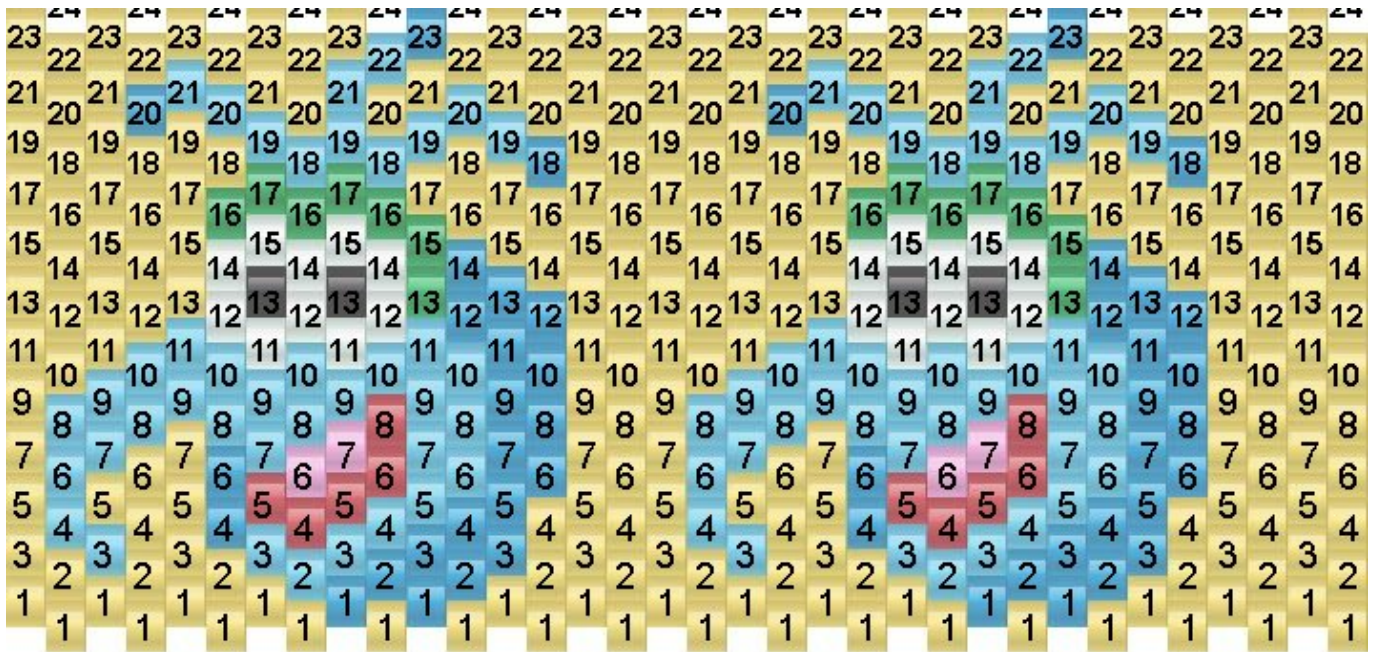 24 24 24 24 24 24 24 24 24 24 24 24 24 24 24 24 24
23 23 23 23 23 23 23 23 23 23 23 23 23 23 23 23 23
22 22 22 22 22 22 22 22 22 22 22 22 22 22 22 22 22
21 21 21 21 21 21 21 21 21 21 21 21 21 21 21 21 21
20 20 20 20 20 20 20 20 20 20 20 20 20 20 20 20 20
19 19 19 19 19 19 19 19 19 19 19 19 19 19 19 19 19
18 18 18 18 18 18 18 18 18 18 18 18 18 18 18 18 18
17 17 17 17 17 17 17 17 17 17 17 17 17 17 17 17 17
16 16 16 16 16 16 16 16 16 16 16 16 16 16 16 16 16
15 15 15 15 15 15 15 15 15 15 15 15 15 15 15 15 15
14 14 14 14 14 14 14 14 14 14 14 14 14 14 14 14 14
13 13 13 13 13 13 13 13 13 13 13 13 13 13 13 13 13
12 12 12 12 12 12 12 12 12 12 12 12 12 12 12 12 12
11 11 11 11 11 11 11 11 11 11 11 11 11 11 11 11 11
10 10 10 10 10 10 10 10 10 10 10 10 10 10 10 10 10
9 9 9 9 9 9 9 9 9 9 9 9 9 9 9 9 9
8 8 8 8 8 8 8 8 8 8 8 8 8 8 8 8 8
7 7 7 7 7 7 7 7 7 7 7 7 7 7 7 7 7
6 6 6 6 6 6 6 6 6 6 6 6 6 6 6 6 6
5 5 5 5 5 5 5 5 5 5 5 5 5 5 5 5 5
4 4 4 4 4 4 4 4 4 4 4 4 4 4 4 4 4
3 3 3 3 3 3 3 3 3 3 3 3 3 3 3 3 3
2 2 2 2 2 2 2 2 2 2 2 2 2 2 2 2 2
1 1 1 1 1 1 1 1 1 1 1 1 1 1 1 1 1
1 1 1 1 1 1 1 1 1 1 1 1 1 1 1 1 1